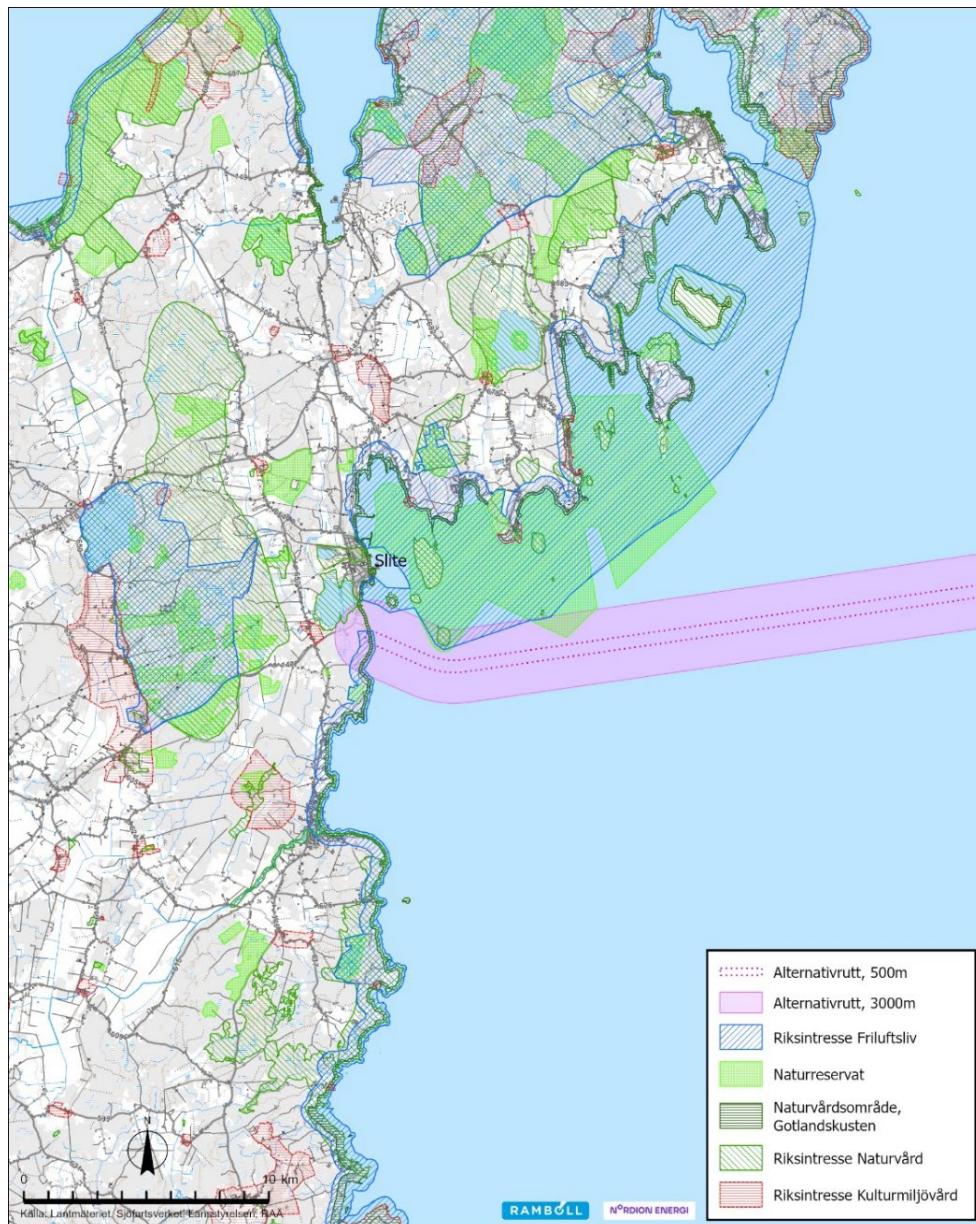 Slite
Alternativrutt, 500m
Alternativrutt, 3000m
Riksintresse Friluftsliv
Naturreservat
Naturvårdsområde,
Gotlandskusten
Riksintresse Naturvård
Riksintresse Kulturmiljövård
N
0 10 km
Källa: Lantmäteriet, Sjöfartsverket, Länsstyrelsen, RAÄ
RAMBOLL
NORDION ENERGI